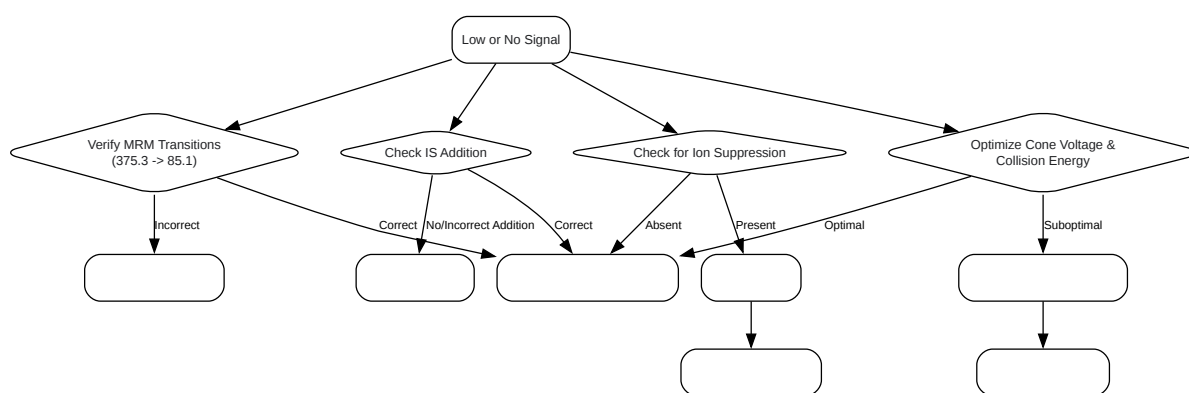 Low or No Signal
Verify MRM Transitions
(375.3 -> 85.1)
Check IS Addition
Check for Ion Suppression
Optimize Cone Voltage &
Collision Energy
Incorrect
Correct
No/Incorrect Addition
Correct
Absent
Present
Optimal
Suboptimal